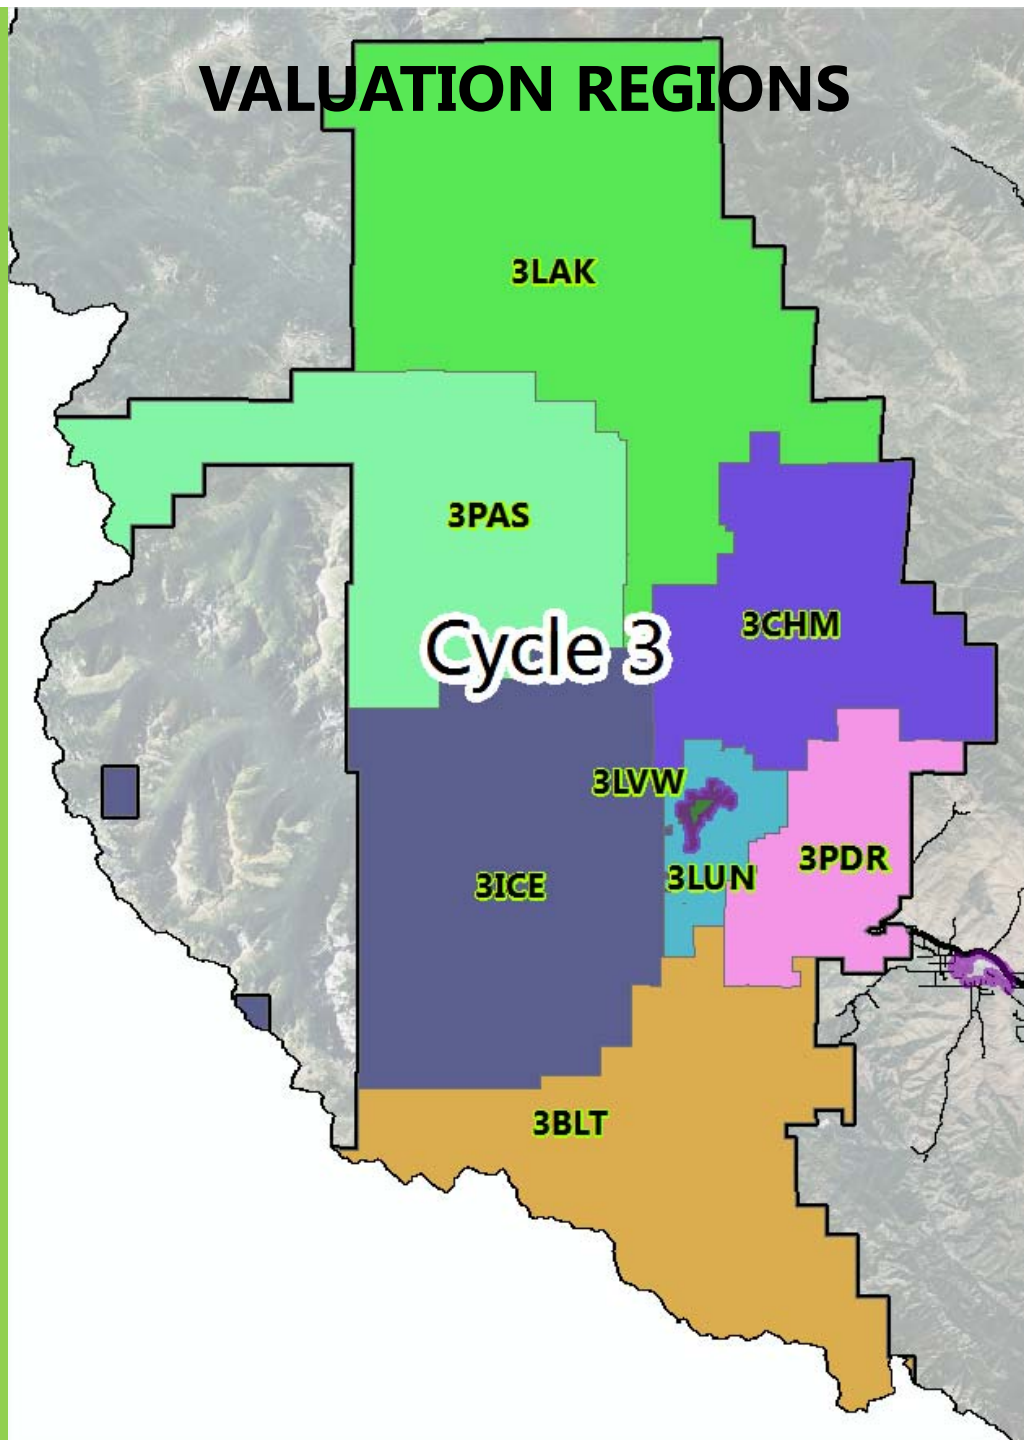 VALUATION REGIONS
3LAK
3PAS
3CHM
Cycle 3
3LVW
3PDR
3LUN
3ICE
3BLT